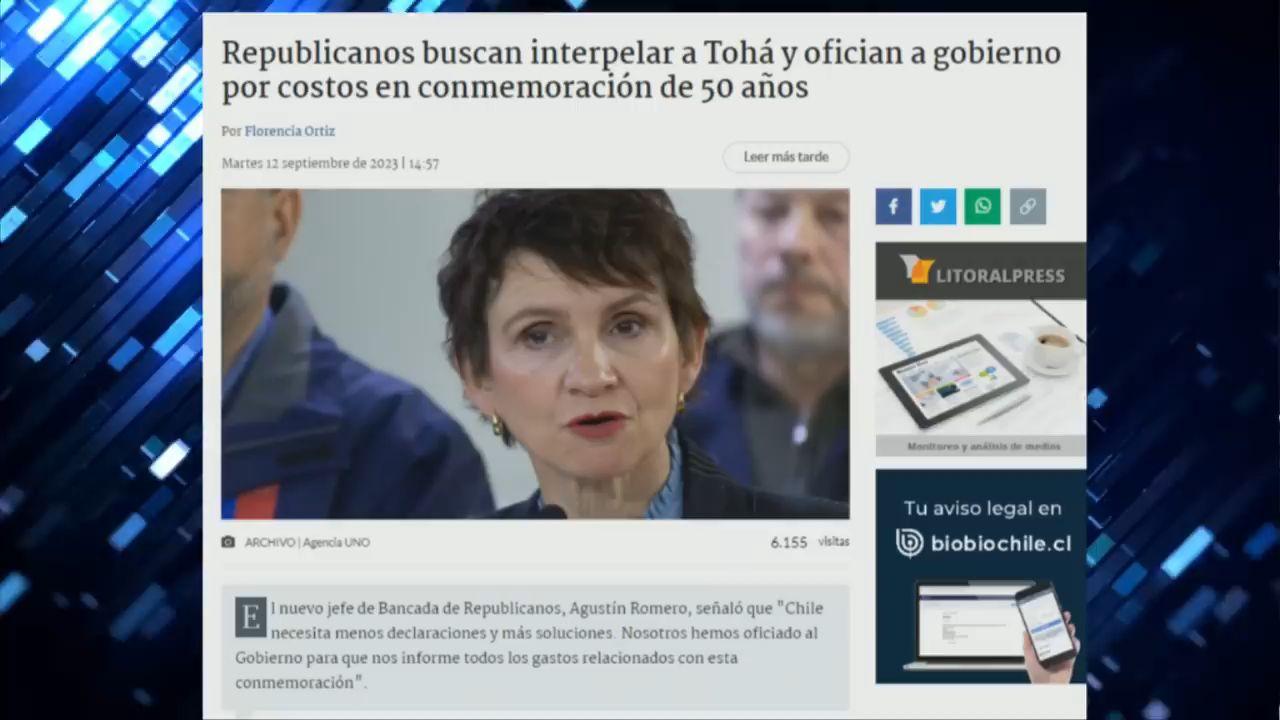 Republicanos buscan interpelar a Tohá y ofician a gobierno
por costos en conmemoración de 50 años
Por Florencia Ortiz
Martes 12 septiembre de 2023 | 14:57
Leer más tarde
LITORALPRESS
Monitoreo y análisis de medios
Tu aviso legal en
biobiochile.cl
ARCHIVO | Agencia UNO
6.155 visitas
El nuevo jefe de Bancada de Republicanos, Agustín Romero, señaló que "Chile
necesita menos declaraciones y más soluciones. Nosotros hemos oficiado al
Gobierno para que nos informe todos los gastos relacionados con esta
conmemoración".